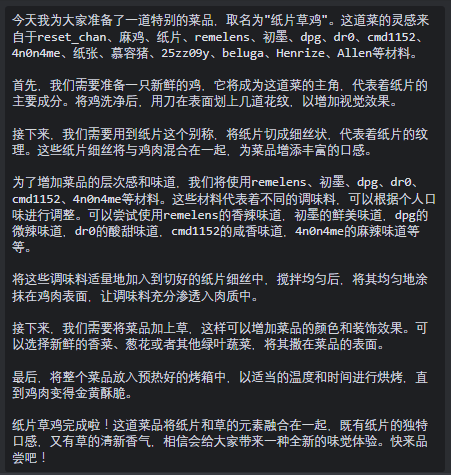 今天我为大家准备了一道特别的菜品，取名为"纸片草鸡"。这道菜的灵感来
自于reset_chan、麻鸡、纸片、remelens、初墨、dpg、dr0、cmd1152、
4n0n4me、纸张、慕容猪、25zz09y、beluga、Henrize、Allen等材料。
首先，我们需要准备一只新鲜的鸡，它将成为这道菜的主角，代表着纸片的
主要成分。将鸡洗净后，用刀在表面划上几道花纹，以增加视觉效果。
接下来，我们需要用到纸片这个别称，将纸片切成细丝状，代表着纸片的纹
理。这些纸片细丝将与鸡肉混合在一起，为菜品增添丰富的口感。
为了增加菜品的层次感和味道，我们将使用remelens、初墨、dpg、dr0、
cmd1152、4n0n4me等材料。这些材料代表着不同的调味料，可以根据个人口
味进行调整。可以尝试使用remelens的香辣味道，初墨的鲜美味道，dpg的
微辣味道，dr0的酸甜味道，cmd1152的咸香味道，4n0n4me的麻辣味道等
等。
将这些调味料适量地加入到切好的纸片细丝中，搅拌均匀后，将其均匀地涂
抹在鸡肉表面，让调味料充分渗透入肉质中。
接下来，我们需要将菜品加上草，这样可以增加菜品的颜色和装饰效果。可
以选择新鲜的香菜、葱花或者其他绿叶蔬菜，将其撒在菜品的表面。
最后，将整个菜品放入预热好的烤箱中，以适当的温度和时间进行烘烤，直
到鸡肉变得金黄酥脆。
纸片草鸡完成啦！这道菜品将纸片和草的元素融合在一起，既有纸片的独特
口感，又有草的清新香气，相信会给大家带来一种全新的味觉体验。快来品
尝吧！